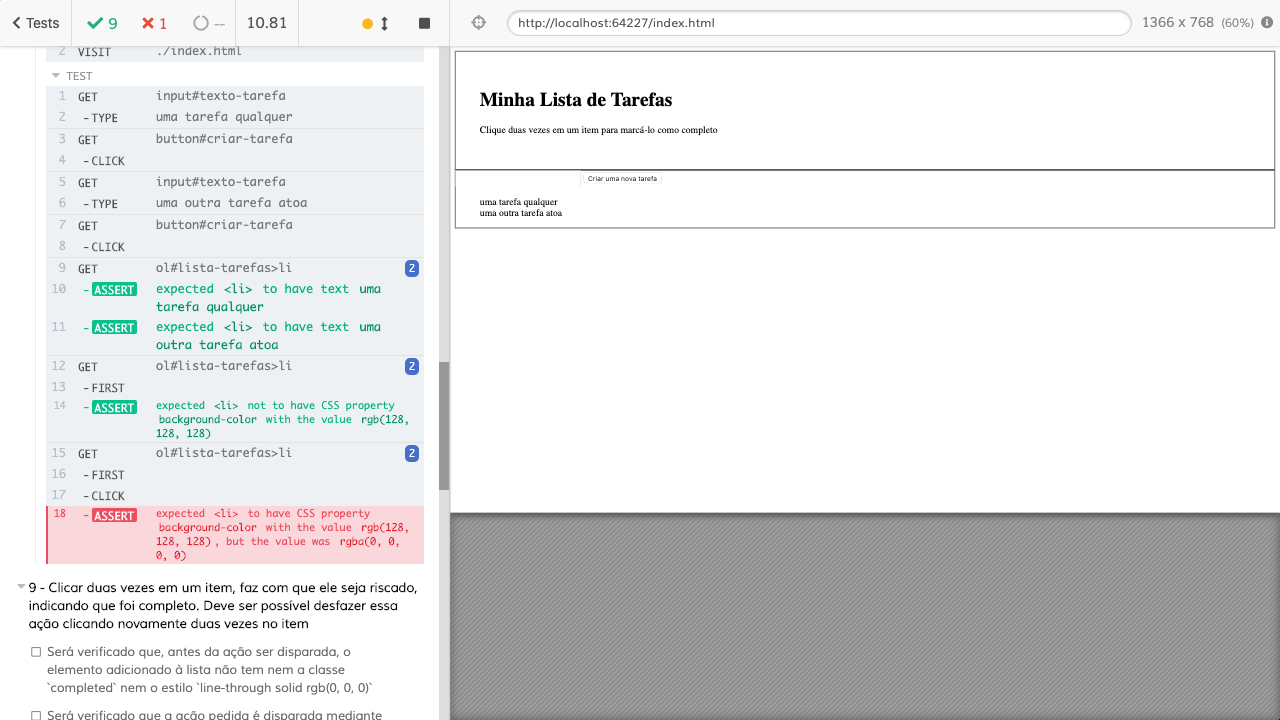 Tests 9 1 -- 10.81 http://localhost:64227/index.html 1366 x 768 (60%)
2 VISIT ./index.html
TEST
1 GET input#texto-tarefa
2 -TYPE uma tarefa qualquer
3 GET button#criar-tarefa
4 -CLICK
5 GET input#texto-tarefa
6 -TYPE uma outra tarefa atoa
7 GET button#criar-tarefa
8 -CLICK
9 GET ol#lista-tarefas>li 2
10 -ASSERT expected <li> to have text uma
tarefa qualquer
11 -ASSERT expected <li> to have text uma
outra tarefa atoa
12 GET ol#lista-tarefas>li 2
13 -FIRST
14 -ASSERT expected <li> not to have CSS property
background-color with the value rgb(128,
128, 128)
15 GET ol#lista-tarefas>li 2
16 -FIRST
17 -CLICK
18 -ASSERT expected <li> to have CSS property
background-color with the value rgb(128,
128, 128), but the value was rgba(0, 0,
0, 0)
9 - Clicar duas vezes em um item, faz com que ele seja riscado,
indicando que foi completo. Deve ser possível desfazer essa
ação clicando novamente duas vezes no item
Será verificado que, antes da ação ser disparada, o
elemento adicionado à lista não tem nem a classe
`completed` nem o estilo `line-through solid rgb(0, 0, 0)`
Será verificado que a ação pedida é disparada mediante
Minha Lista de Tarefas
Clique duas vezes em um item para marcá-lo como completo
Criar uma nova tarefa
uma tarefa qualquer
uma outra tarefa atoa